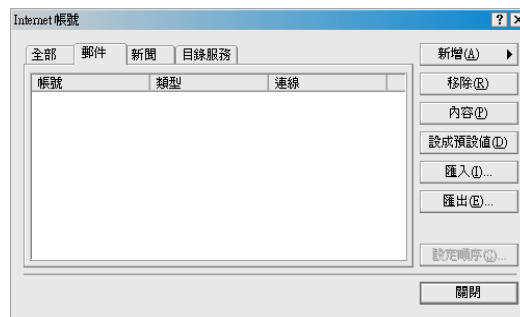 Internet 帳號
全部 郵件 新聞 目錄服務
帳號 類型 連線
新增(A)
移除(R)
內容(P)
設成預設值(D)
匯入(I)...
匯出(E)...
設定順序(S)...
關閉